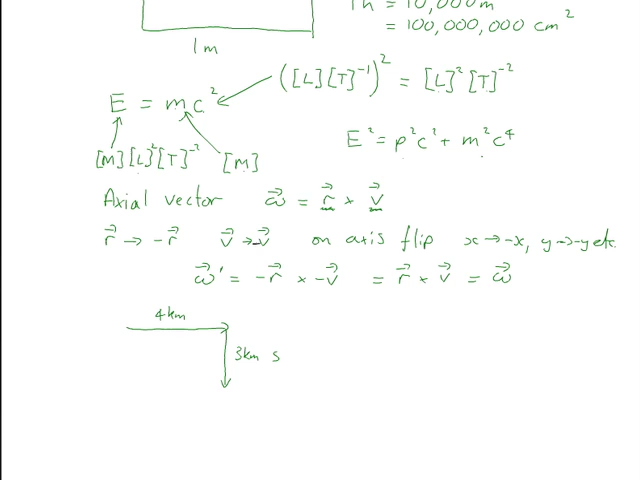 1h = 10,000m
= 100,000,000 cm²
1m
([L][T]⁻¹)² = [L]²[T]⁻²
E = mc²
E² = p²c² + m²c⁴
[M][L]²[T]⁻² [M]
Axial vector ω⃗ = r⃗ × v⃗
r⃗ → -r⃗ v⃗ → -v⃗ on axis flip x→-x, y→-y etc.
ω⃗' = -r⃗ × -v⃗ = r⃗ × v⃗ = ω⃗
4km
3km s